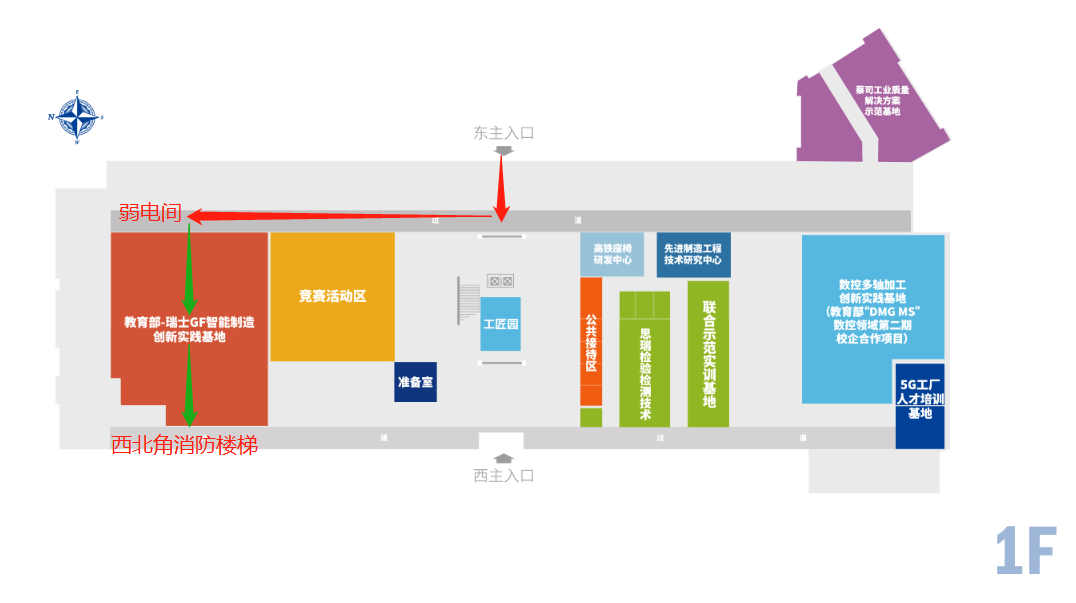 蔡司工业质量
解决方案
示范基地
E
N
S
W
东主入口
弱电间
过
道
高铁座椅
研发中心
先进制造工程
技术研究中心
竞赛活动区
教育部-瑞士GF智能制造
创新实践基地
工匠园
公共接待区
思瑞检验检测技术
联合示范实训基地
数控多轴加工
创新实践基地
(教育部“DMG MS”
数控领域第二期
校企合作项目)
准备室
5G工厂
人才培训
基地
西北角消防楼梯
道
过
道
西主入口
1F